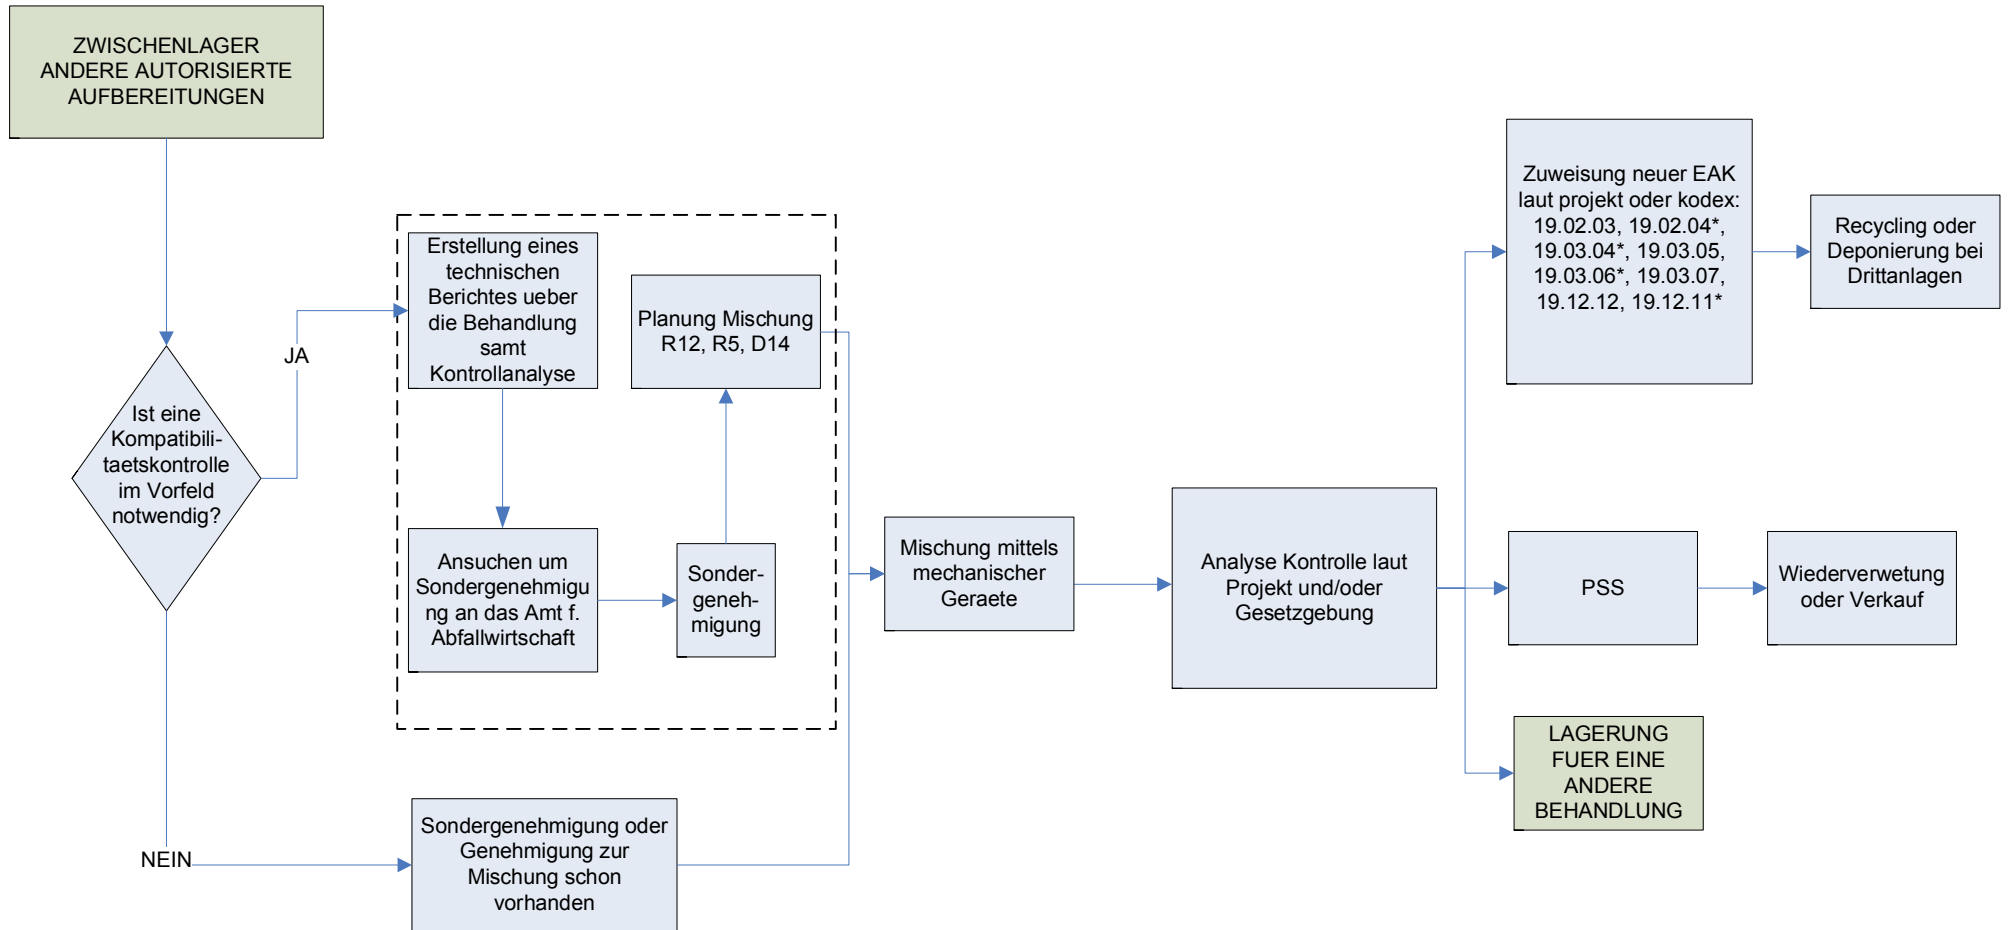 ZWISCHENLAGER
ANDERE AUTORISIERTE
AUFBEREITUNGEN
Ist eine
Kompatibili-
taetskontrolle
im Vorfeld
notwendig?
JA
NEIN
Erstellung eines
technischen
Berichtes ueber
die Behandlung
samt
Kontrollanalyse
Ansuchen um
Sondergenehmigu
ng an das Amt f.
Abfallwirtschaft
Sonder-
geneh-
migung
Planung Mischung
R12, R5, D14
Sondergenehmigung oder
Genehmigung zur
Mischung schon
vorhanden
Mischung mittels
mechanischer
Geraete
Analyse Kontrolle laut
Projekt und/oder
Gesetzgebung
Zuweisung neuer EAK
laut projekt oder kodex:
19.02.03, 19.02.04*,
19.03.04*, 19.03.05,
19.03.06*, 19.03.07,
19.12.12, 19.12.11*
Recycling oder
Deponierung bei
Drittanlagen
PSS
Wiederverwetung
oder Verkauf
LAGERUNG
FUER EINE
ANDERE
BEHANDLUNG